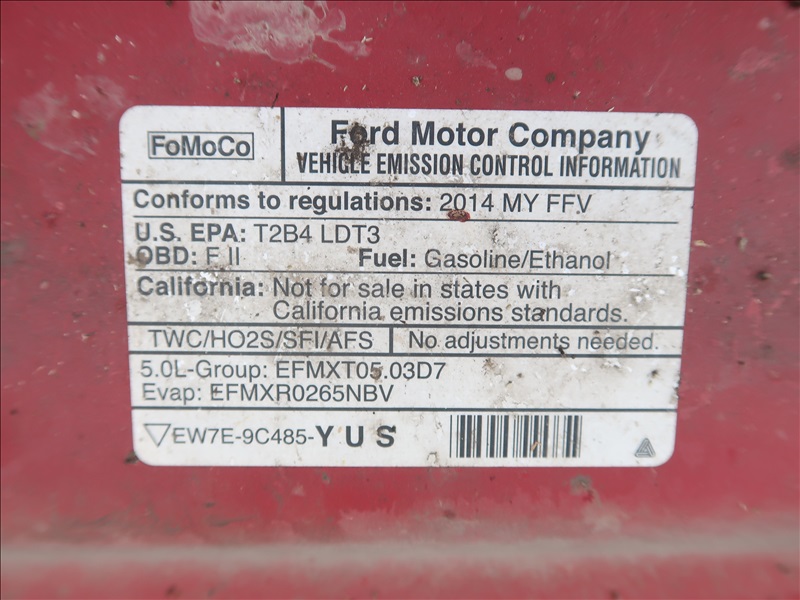 FoMoCo
Ford Motor Company
VEHICLE EMISSION CONTROL INFORMATION
Conforms to regulations: 2014 MY FFV
U.S. EPA: T2B4 LDT3
OBD: F II Fuel: Gasoline/Ethanol
California: Not for sale in states with
California emissions standards.
TWC/HO2S/SFI/AFS No adjustments needed.
5.0L-Group: EFMXT05.03D7
Evap: EFMXR0265NBV
EW7E-9C485-YUS